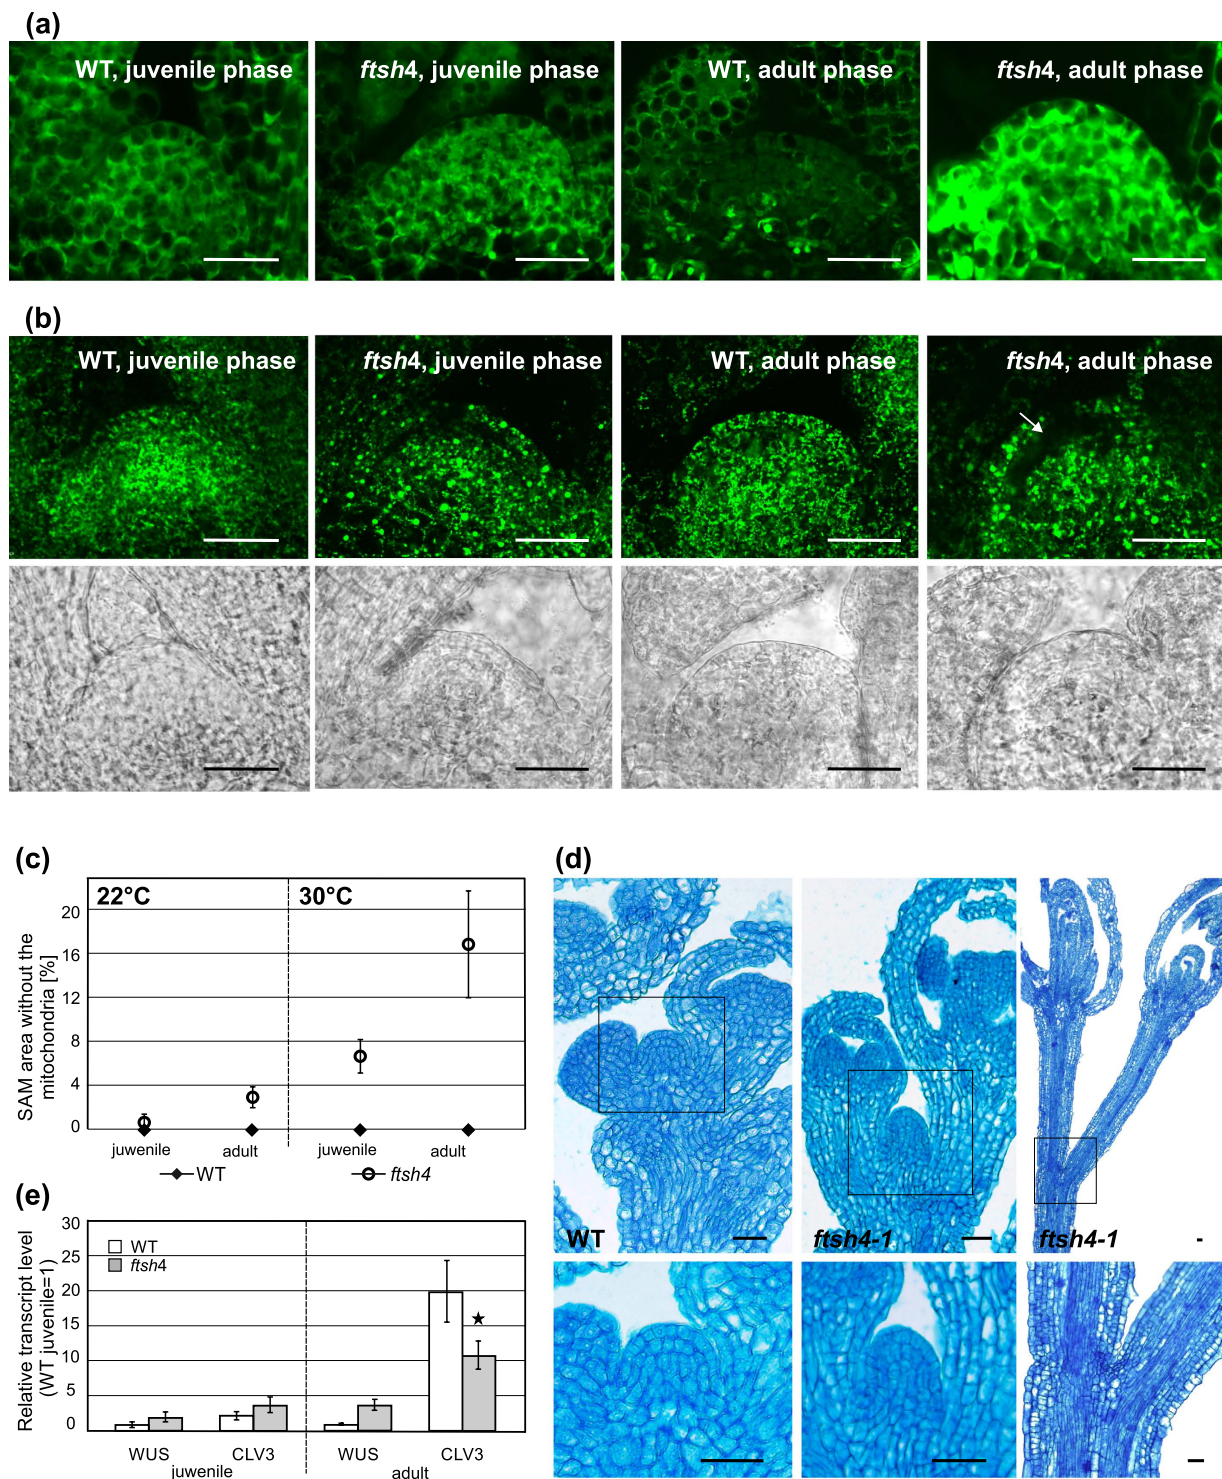 (a)
WT, juvenile phase
ftsh4, juvenile phase
WT, adult phase
ftsh4, adult phase
(b)
WT, juvenile phase
ftsh4, juvenile phase
WT, adult phase
ftsh4, adult phase
(c)
22°C
30°C
SAM area without the
mitochondria [%]
20
16
12
8
4
0
juwenile
adult
juwenile
adult
WT
ftsh4
(d)
WT
ftsh4-1
ftsh4-1
(e)
Relative transcript level
(WT juvenile=1)
30
25
20
15
10
5
0
WT
ftsh4
WUS
CLV3
WUS
CLV3
juwenile
adult